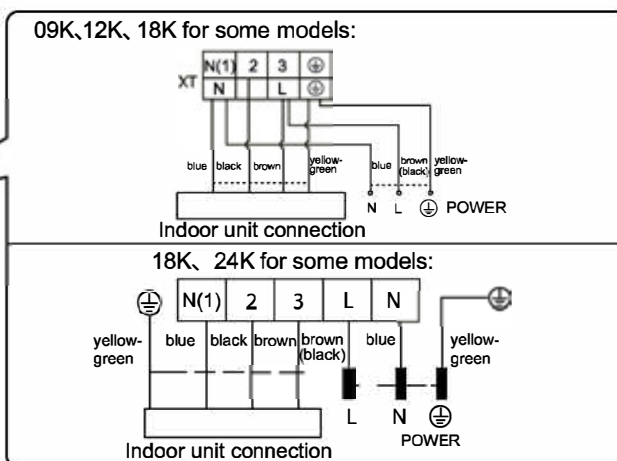 09K、12K、18K for some models:
N(1) 2 3
XT
N L
blue black brown yellow-green blue brown (black) yellow-green
N L POWER
Indoor unit connection
18K、24K for some models:
N(1) 2 3 L N
yellow-green blue black brown brown (black) blue yellow-green
L N
POWER
Indoor unit connection